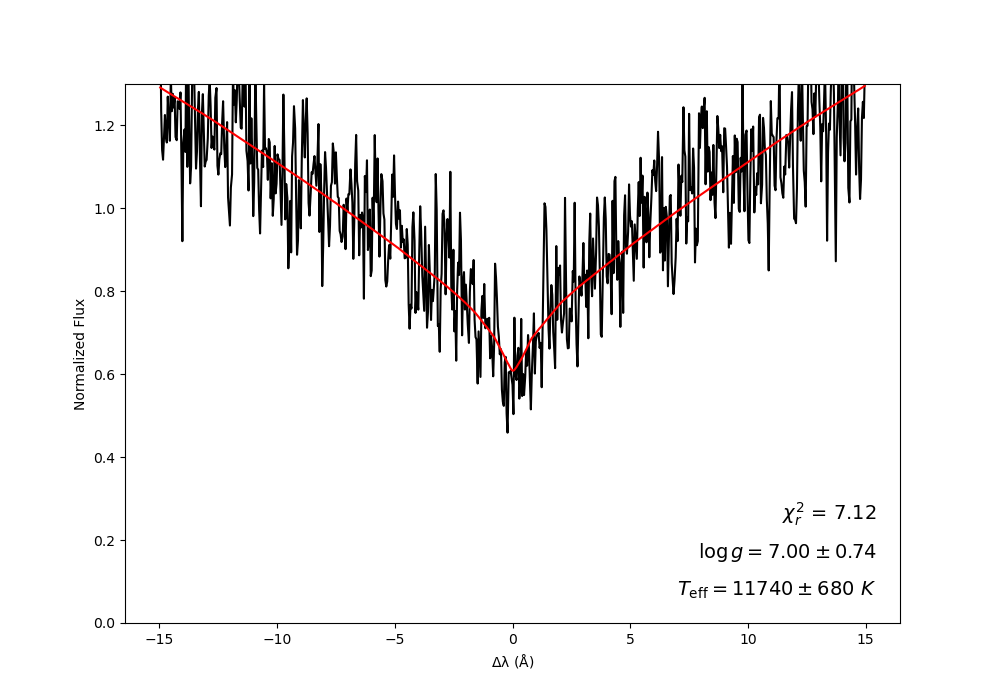 1.2
1.0
0.8
0.6
0.4
0.2
0.0
Normalized Flux
χ²ᵣ = 7.12
log g = 7.00 ± 0.74
T_eff = 11740 ± 680 K
−15 −10 −5 0 5 10 15
Δλ (Å)